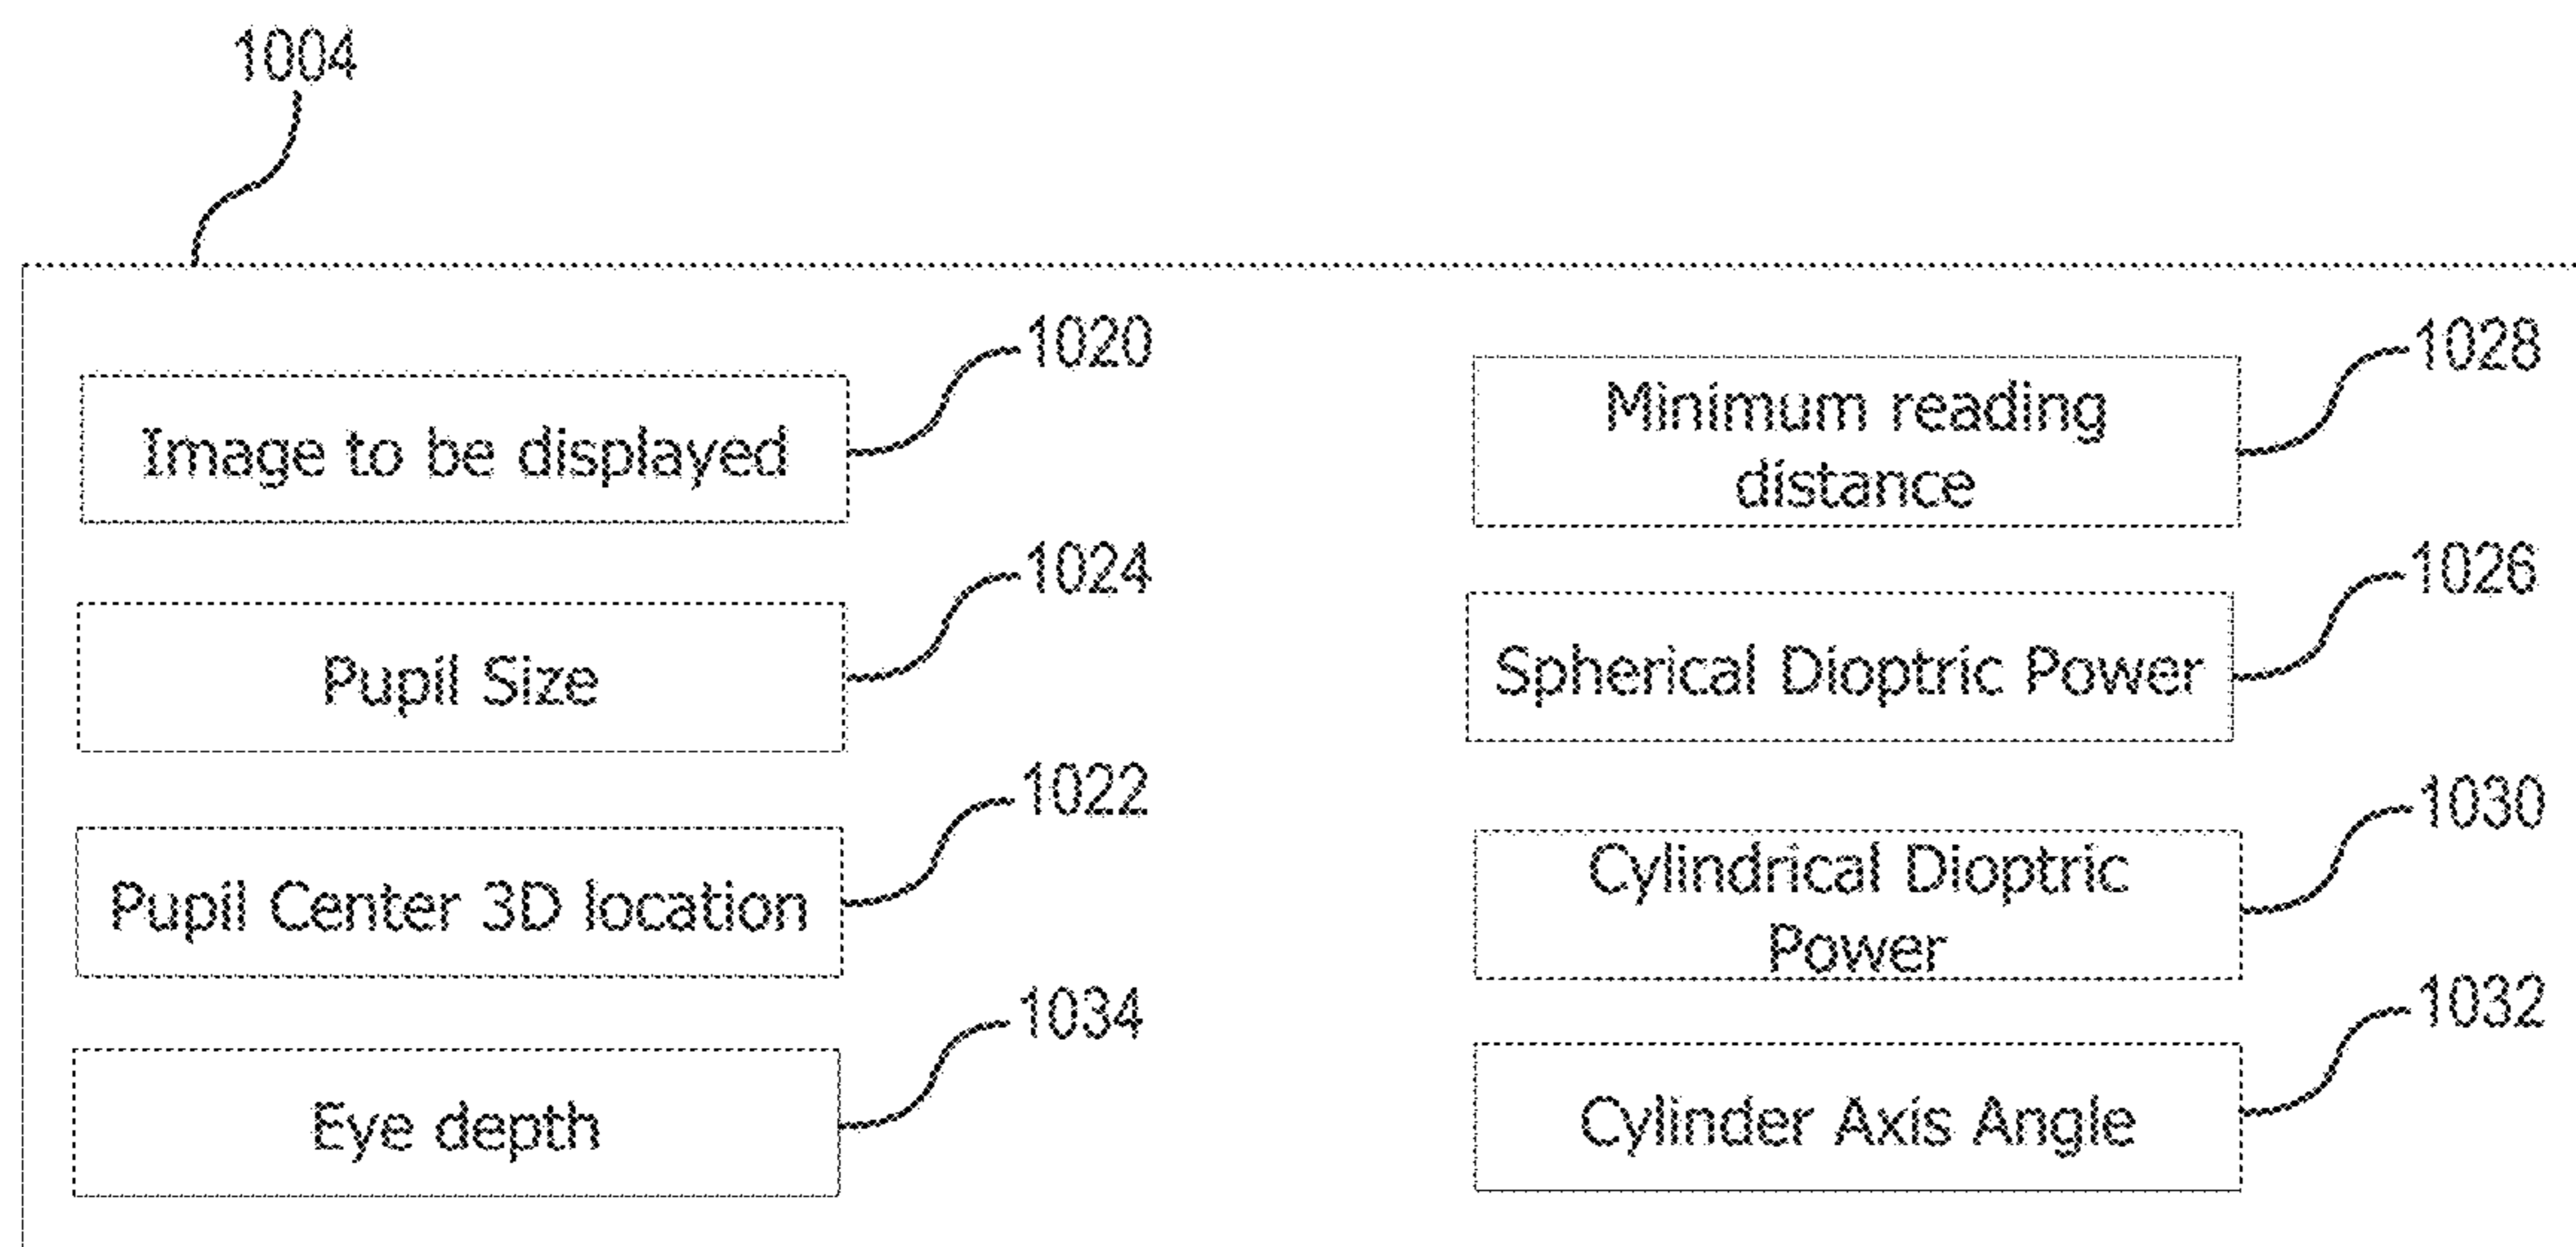 1004
1020
Image to be displayed
1024
Pupil Size
1022
Pupil Center 3D location
1034
Eye depth
1028
Minimum reading
distance
1026
Spherical Dioptric Power
1030
Cylindrical Dioptric
Power
1032
Cylinder Axis Angle